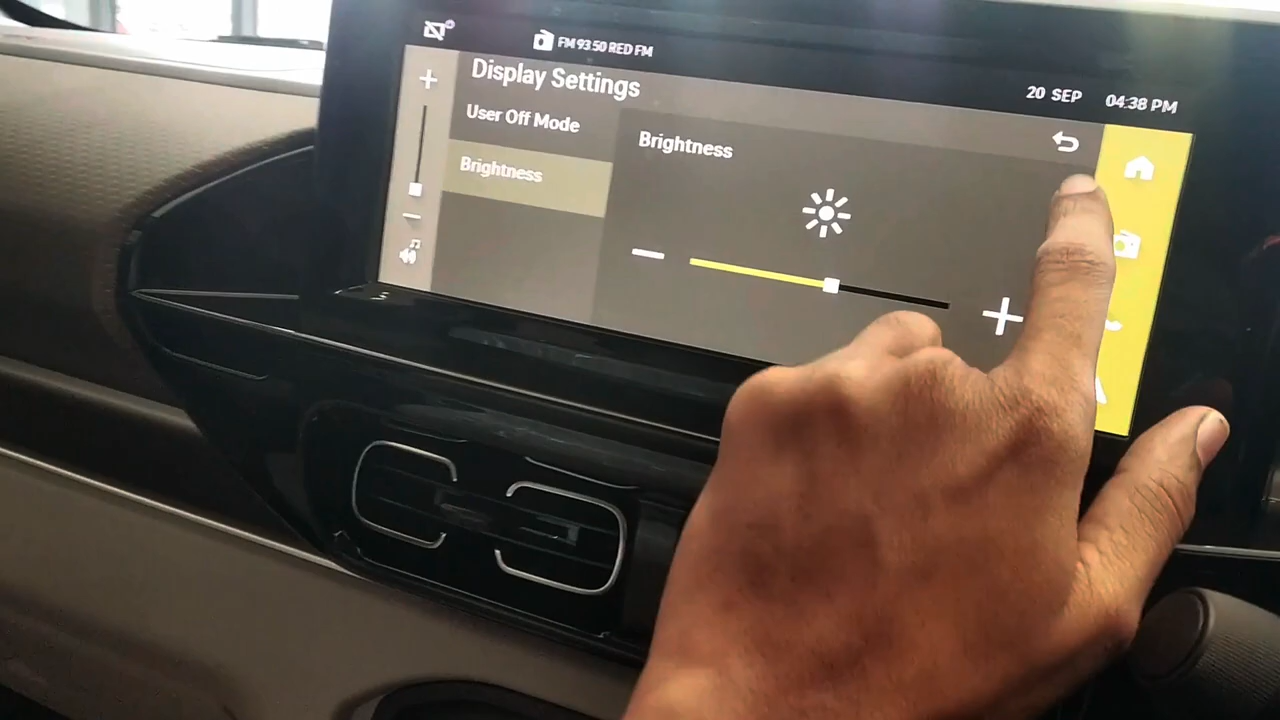 FM 93.50 RED FM
20 SEP 04:38 PM
Display Settings
User Off Mode
Brightness
Brightness